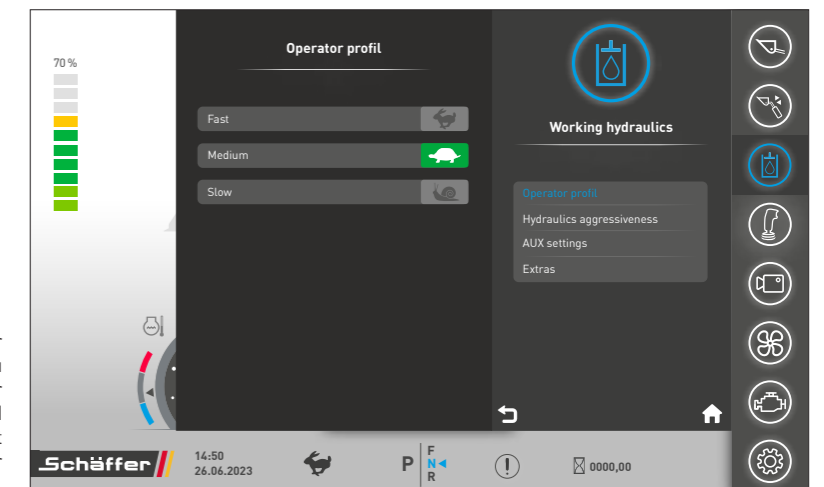 70 %
Operator profil
Fast
Medium
Slow
Working hydraulics
Operator profil
Hydraulics aggressiveness
AUX settings
Extras
Schäffer
14:50
26.06.2023
P
F
N
R
0000,00